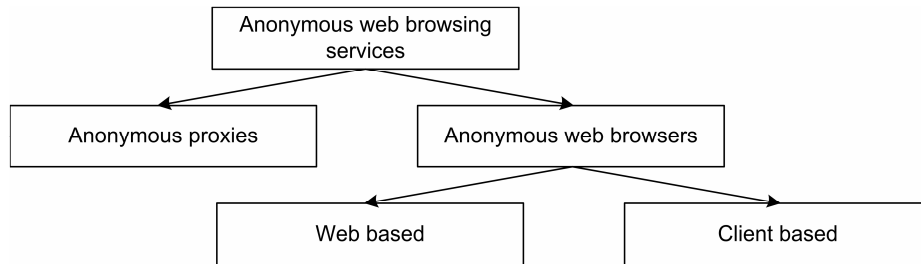 Anonymous web browsing
services
Anonymous proxies
Anonymous web browsers
Web based
Client based